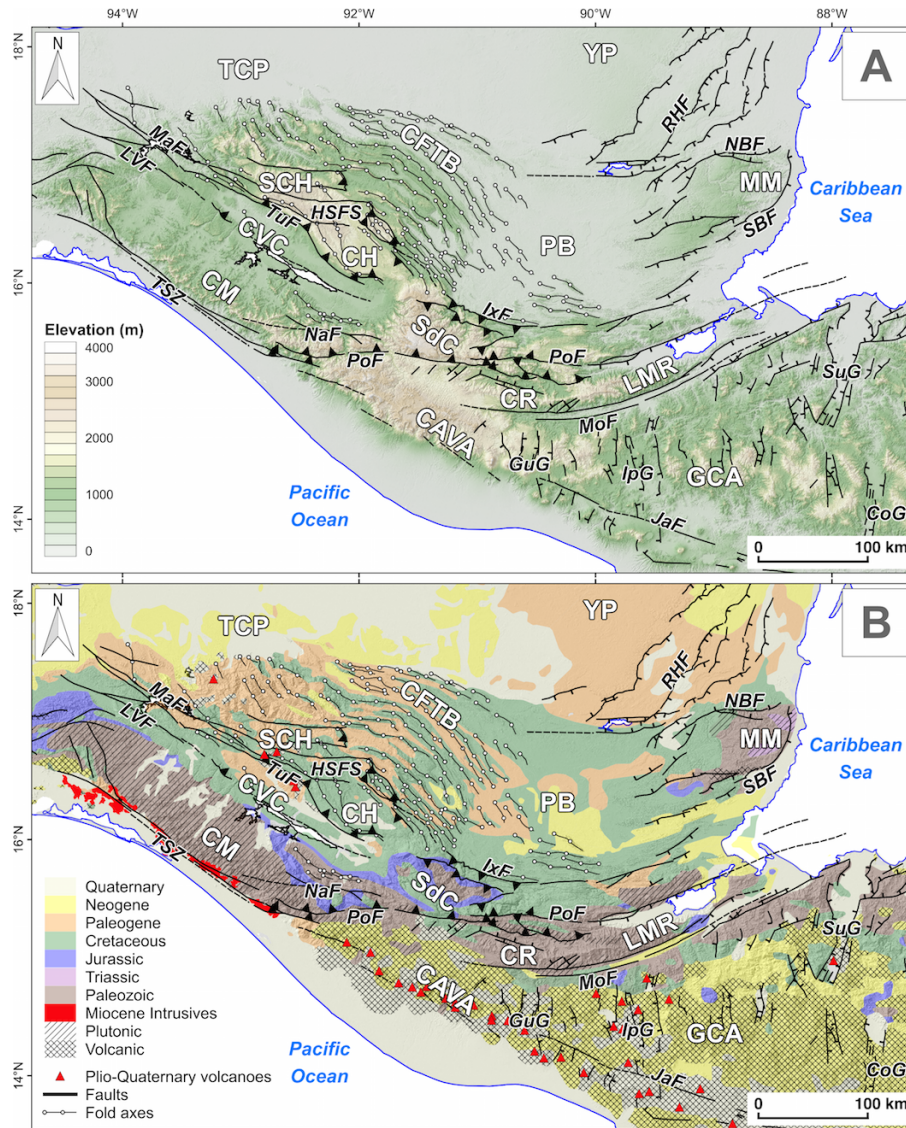 94°W 92°W 90°W 88°W
18°N
N
TCP
YP
A
RHF
CFTB
MaF
LVF
NBF
SCH
MM
Caribbean
Sea
HSFS
TuF
SBF
CVC
CH
PB
16°N
CM
TSZ
IxF
Elevation (m)
NaF
SdC
4000
PoF
PoF
3000
LMR
SuG
CR
2000
MoF
CAVA
GuG
IpG
GCA
1000
Pacific
Ocean
CoG
14°N
JaF
0
0 100 km
18°N
N
TCP
YP
B
RHF
CFTB
MaF
LVF
NBF
SCH
MM
Caribbean
Sea
HSFS
TuF
SBF
CVC
CH
PB
16°N
CM
TSZ
IxF
Quaternary
SdC
Neogene
NaF
Paleogene
PoF
PoF
Cretaceous
LMR
SuG
Jurassic
CR
Triassic
MoF
Paleozoic
CAVA
Miocene Intrusives
GuG
IpG
GCA
Plutonic
Volcanic
Pacific
Ocean
CoG
14°N
JaF
Plio-Quaternary volcanoes
Faults
Fold axes
0 100 km